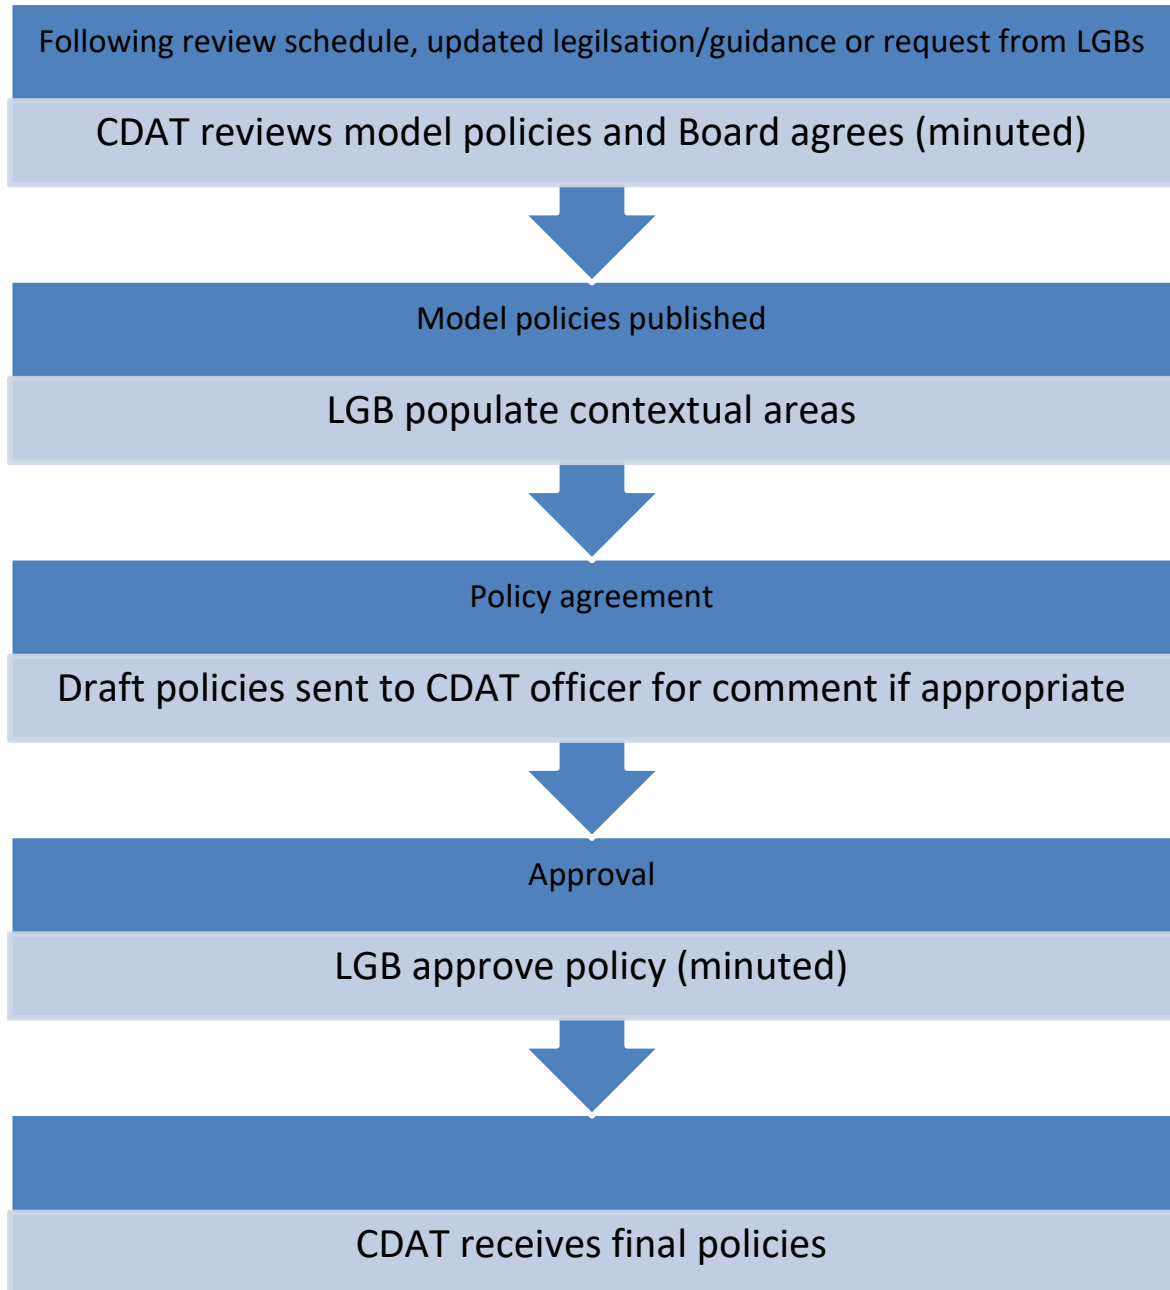 Following review schedule, updated legilsation/guidance or request from LGBs
CDAT reviews model policies and Board agrees (minuted)
Model policies published
LGB populate contextual areas
Policy agreement
Draft policies sent to CDAT officer for comment if appropriate
Approval
LGB approve policy (minuted)
CDAT receives final policies